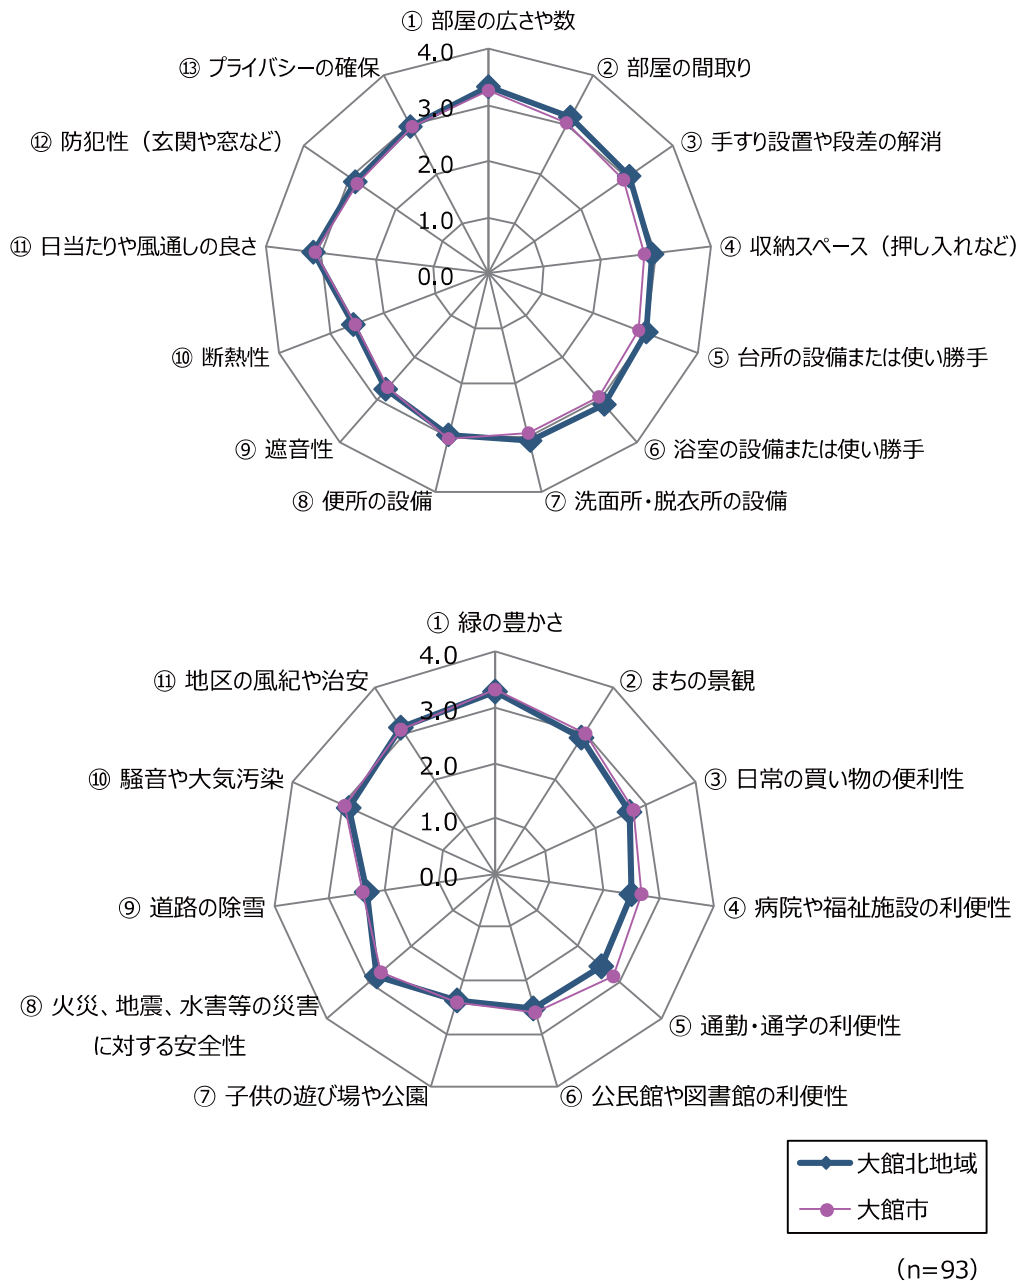 ① 部屋の広さや数
4.0
⑬ プライバシーの確保
② 部屋の間取り
3.0
⑫ 防犯性（玄関や窓など）
③ 手すり設置や段差の解消
2.0
1.0
⑪ 日当たりや風通しの良さ
④ 収納スペース（押し入れなど）
0.0
⑩ 断熱性
⑤ 台所の設備または使い勝手
⑨ 遮音性
⑥ 浴室の設備または使い勝手
⑧ 便所の設備
⑦ 洗面所・脱衣所の設備
① 緑の豊かさ
4.0
⑪ 地区の風紀や治安
② まちの景観
3.0
⑩ 騒音や大気汚染
③ 日常の買い物の便利性
2.0
1.0
0.0
⑨ 道路の除雪
④ 病院や福祉施設の利便性
⑧ 火災、地震、水害等の災害
に対する安全性
⑤ 通勤・通学の利便性
⑦ 子供の遊び場や公園
⑥ 公民館や図書館の利便性
大館北地域
大館市
（n=93）